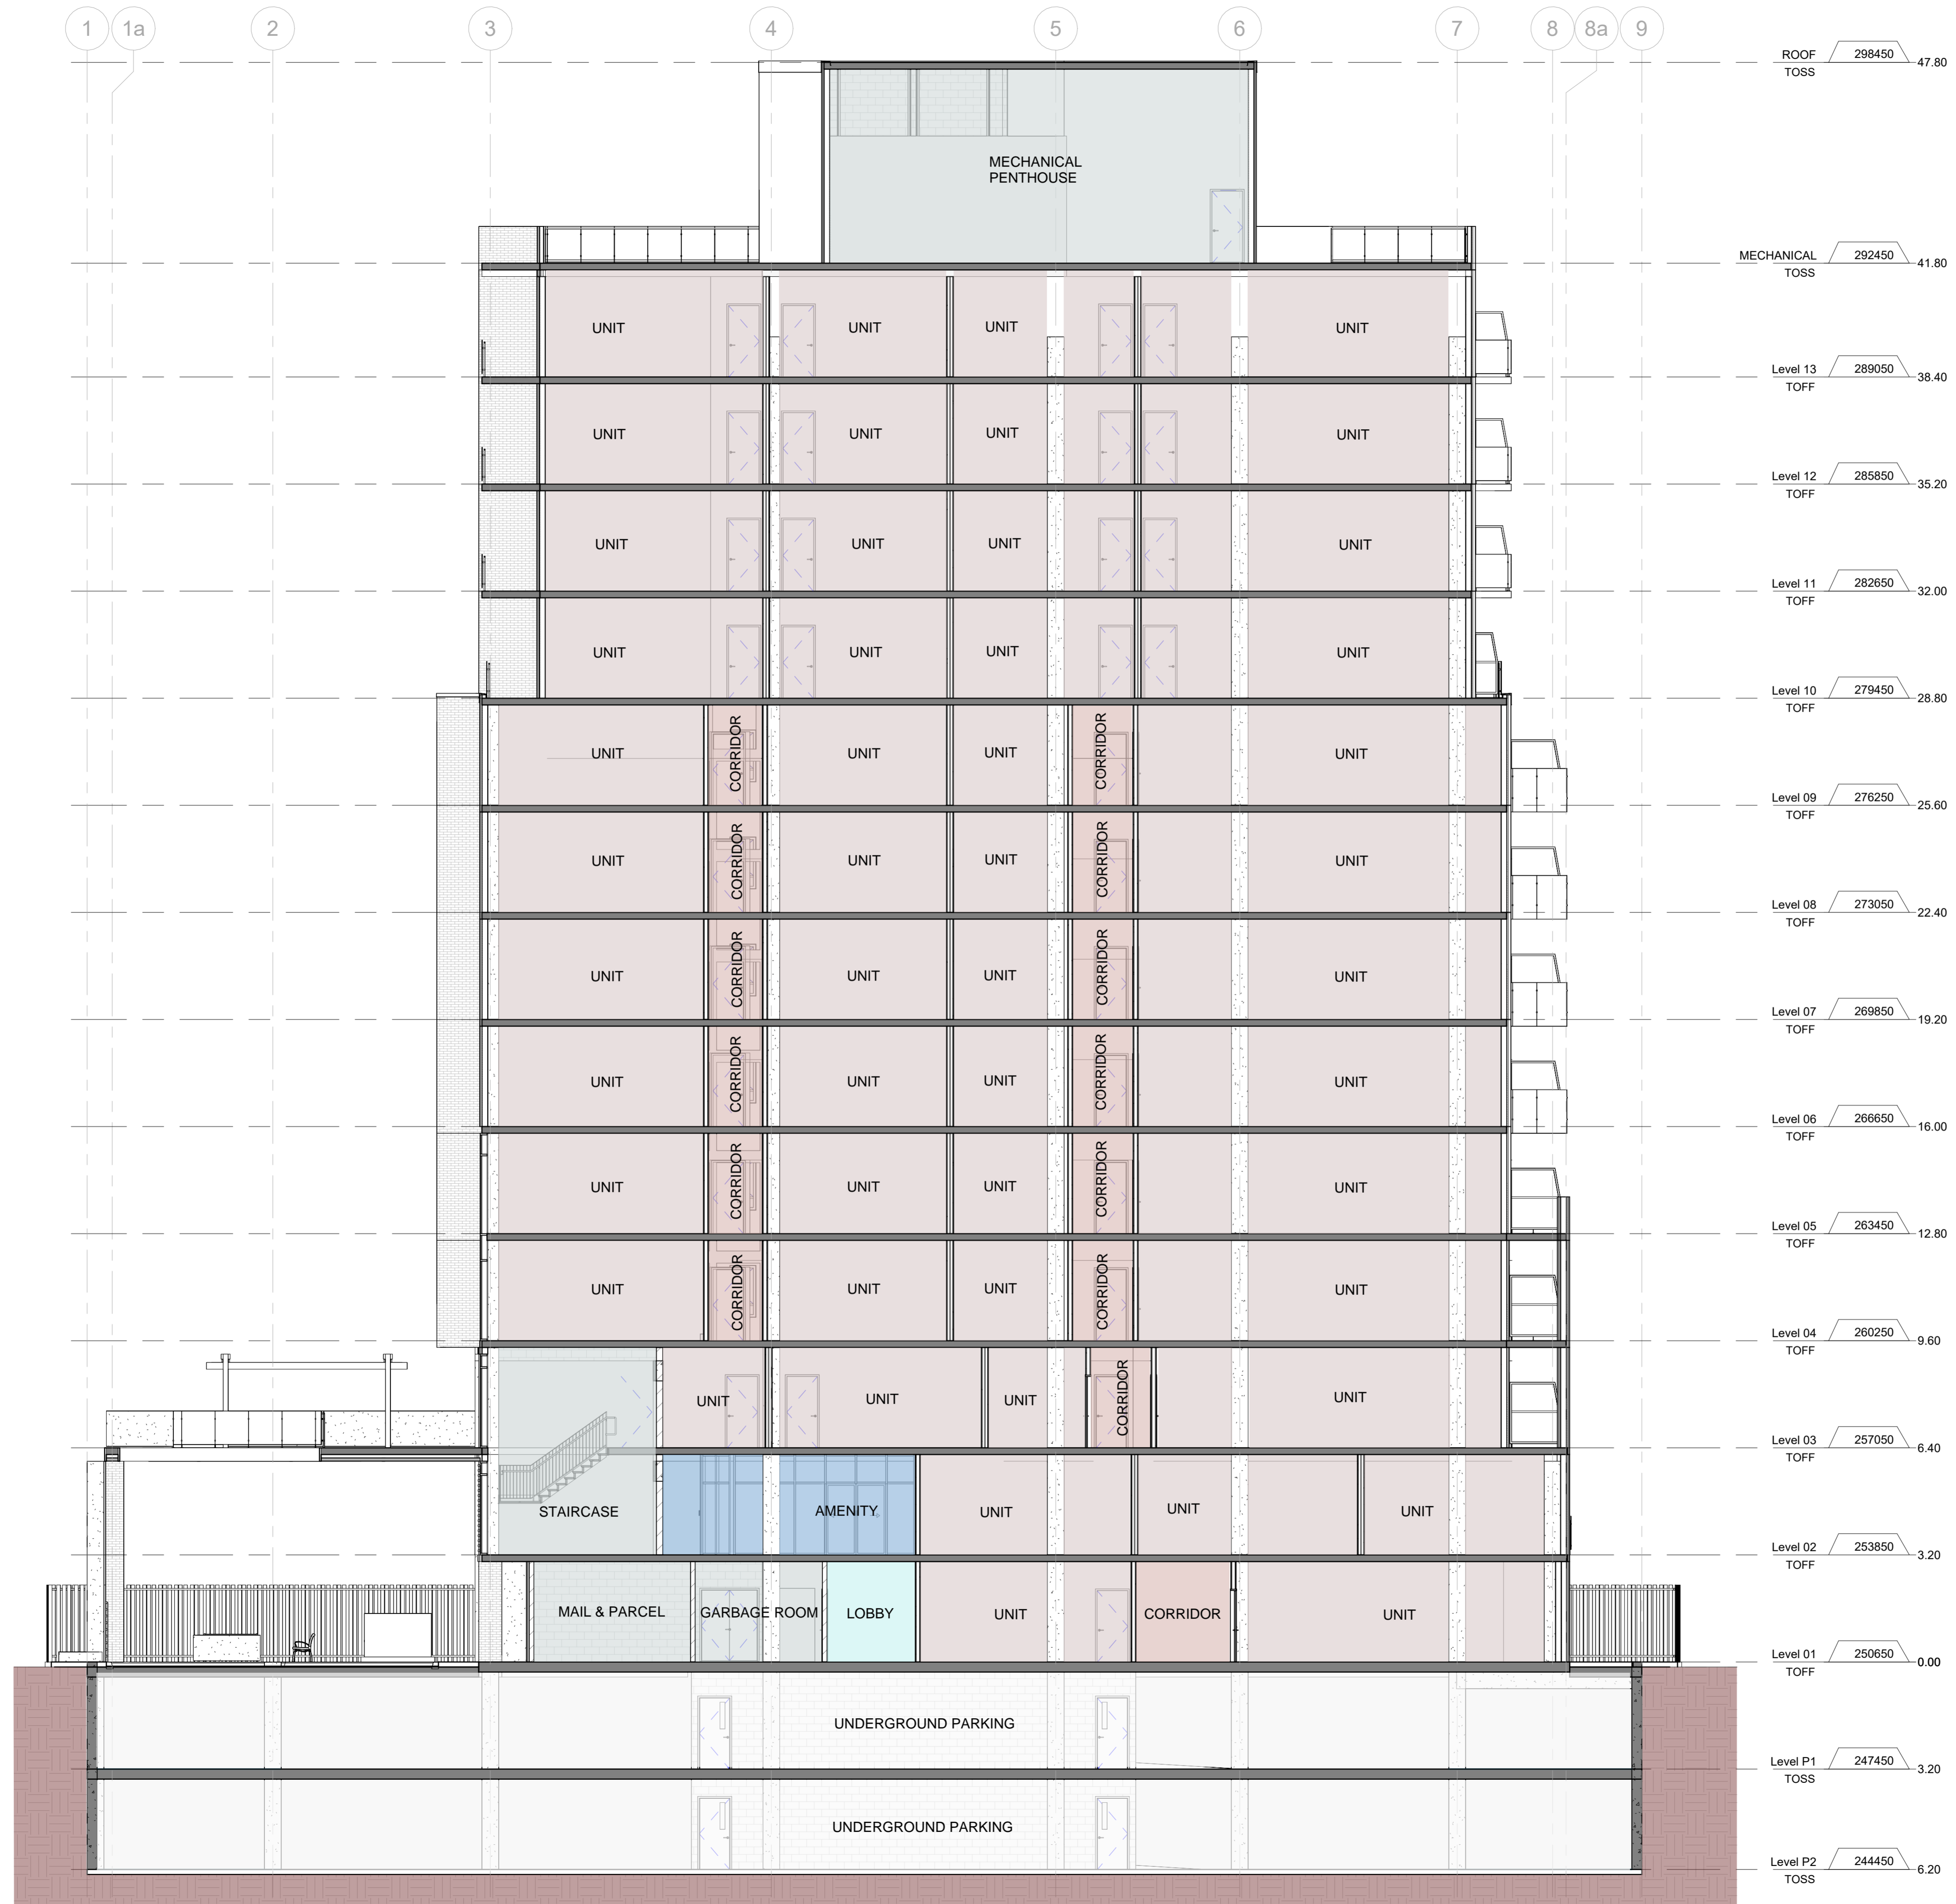 1 1a 2 3 4 5 6 7 8 8a 9
ROOF 298450 47.80
TOSS
MECHANICAL
PENTHOUSE
MECHANICAL 292450 41.80
TOSS
UNIT UNIT UNIT UNIT
Level 13 289050 38.40
TOFF
UNIT UNIT UNIT UNIT
Level 12 285850 35.20
TOFF
UNIT UNIT UNIT UNIT
Level 11 282650 32.00
TOFF
UNIT UNIT UNIT UNIT
Level 10 279450 28.80
TOFF
UNIT CORRIDOR UNIT UNIT CORRIDOR UNIT
Level 09 276250 25.60
TOFF
UNIT CORRIDOR UNIT UNIT CORRIDOR UNIT
Level 08 273050 22.40
TOFF
UNIT CORRIDOR UNIT UNIT CORRIDOR UNIT
Level 07 269850 19.20
TOFF
UNIT CORRIDOR UNIT UNIT CORRIDOR UNIT
Level 06 266650 16.00
TOFF
UNIT CORRIDOR UNIT UNIT CORRIDOR UNIT
Level 05 263450 12.80
TOFF
UNIT CORRIDOR UNIT UNIT CORRIDOR UNIT
Level 04 260250 9.60
TOFF
UNIT UNIT UNIT CORRIDOR UNIT
Level 03 257050 6.40
TOFF
STAIRCASE AMENITY UNIT UNIT UNIT
Level 02 253850 3.20
TOFF
MAIL & PARCEL GARBAGE ROOM LOBBY UNIT CORRIDOR UNIT
Level 01 250650 0.00
TOFF
UNDERGROUND PARKING
Level P1 247450 3.20
TOSS
UNDERGROUND PARKING
Level P2 244450 6.20
TOSS